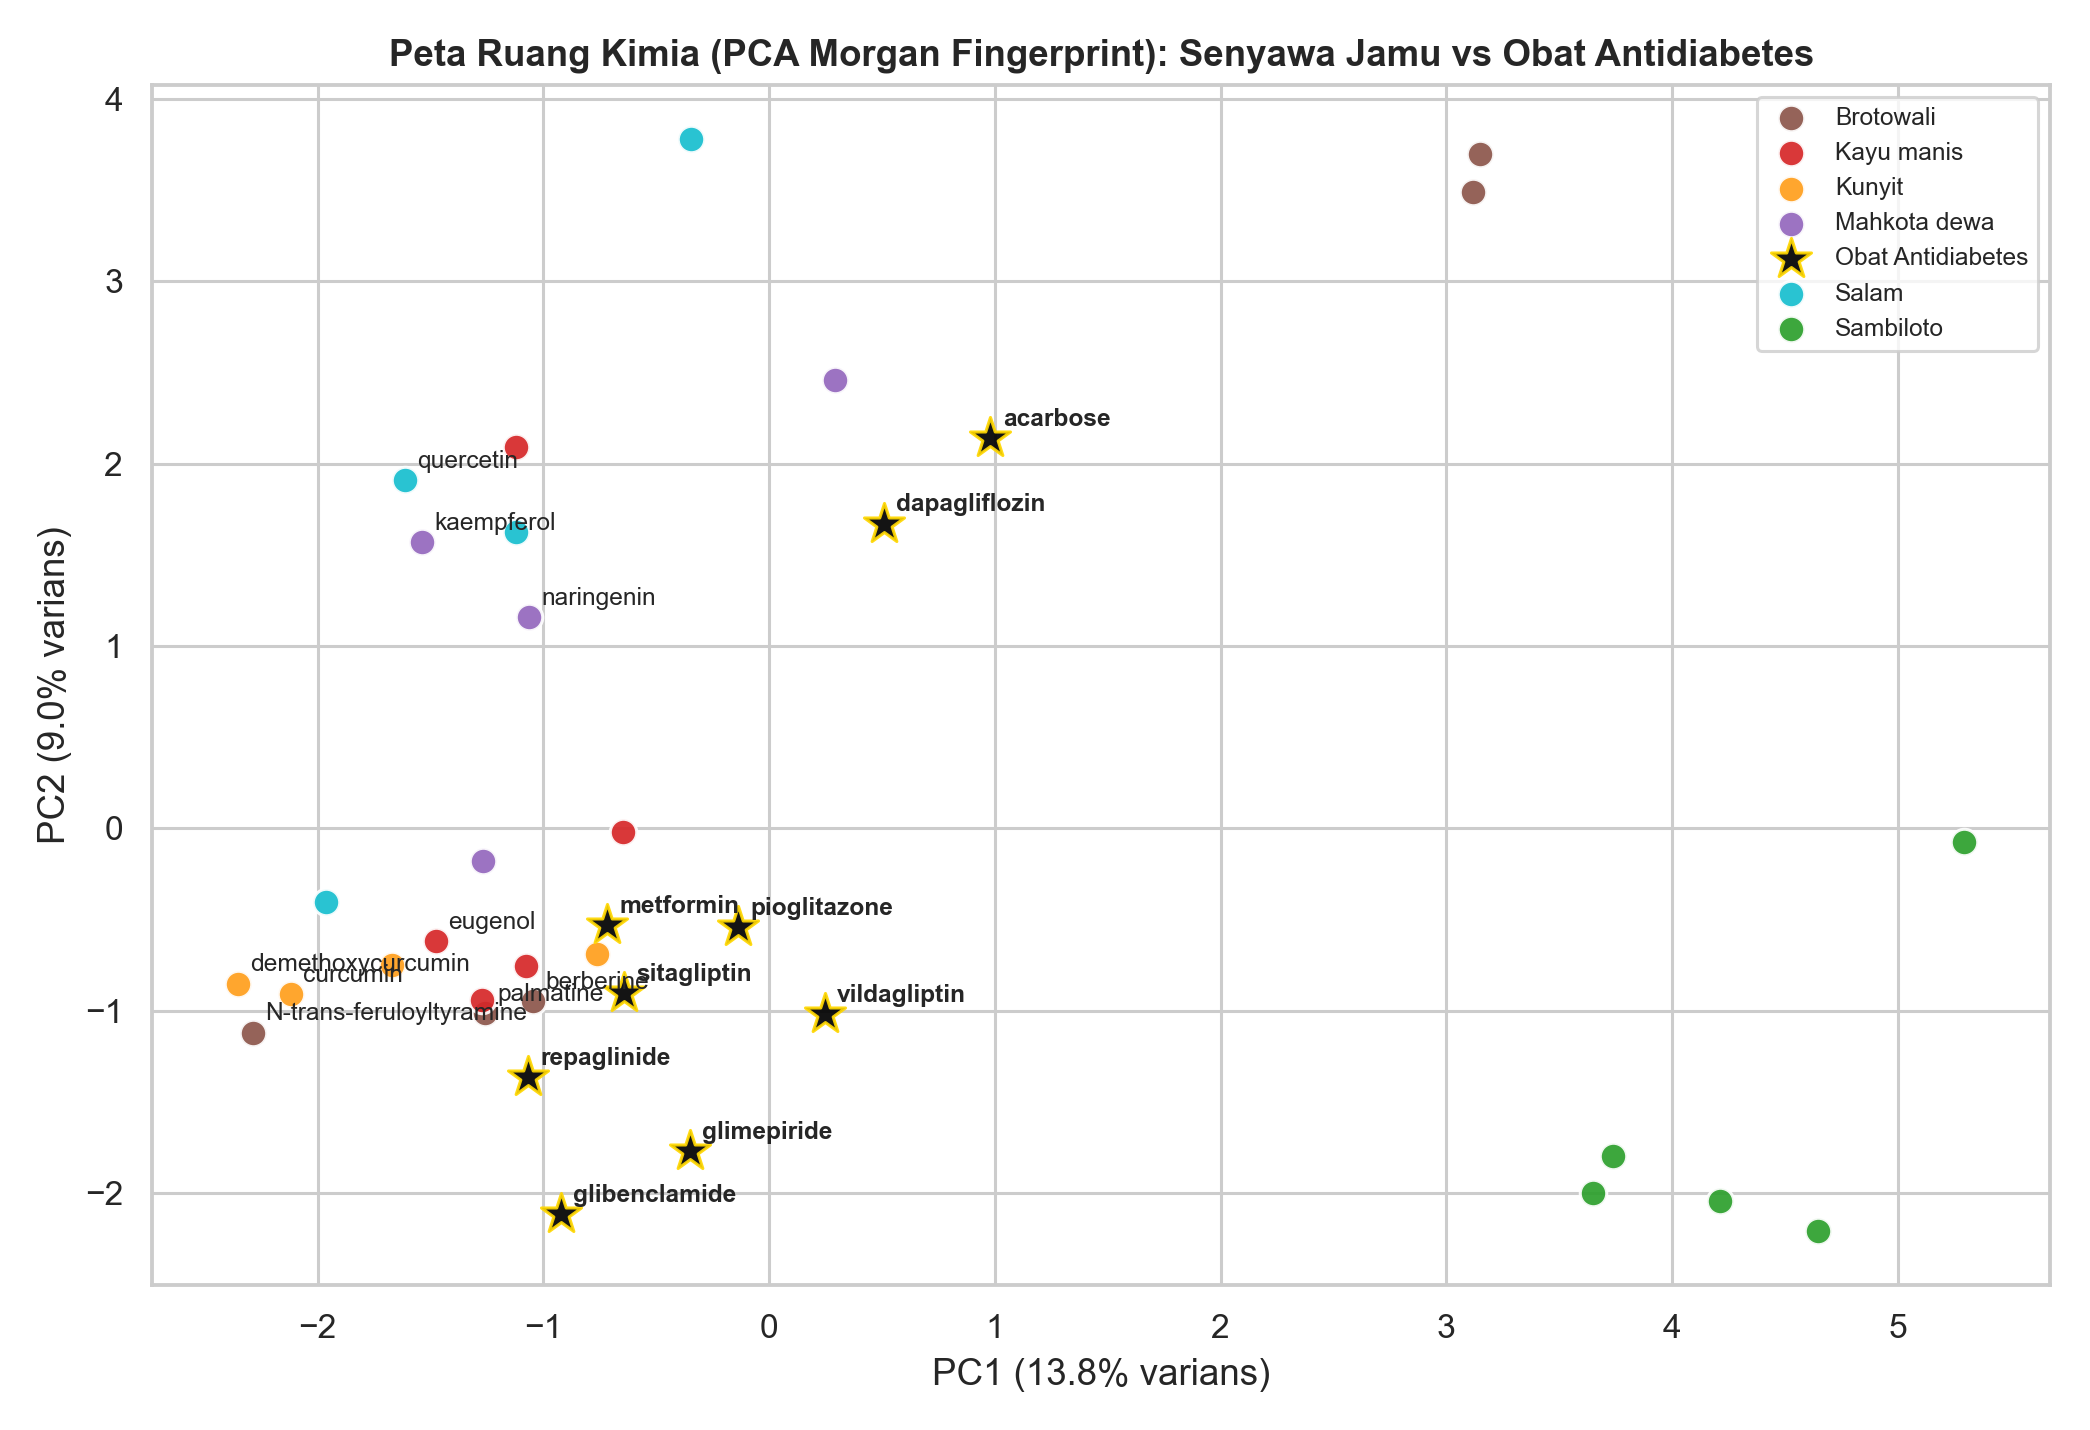 Peta Ruang Kimia (PCA Morgan Fingerprint): Senyawa Jamu vs Obat Antidiabetes
4
3
2
1
0
−1
−2
PC2 (9.0% varians)
Brotowali
Kayu manis
Kunyit
Mahkota dewa
Obat Antidiabetes
Salam
Sambiloto
acarbose
quercetin
dapagliflozin
kaempferol
naringenin
metformin
pioglitazone
eugenol
demethoxycurcumin
curcumin
sitagliptin
berberine
palmatine
vildagliptin
N-trans-feruloyltyramine
repaglinide
glimepiride
glibenclamide
−2
−1
0
1
2
3
4
5
PC1 (13.8% varians)